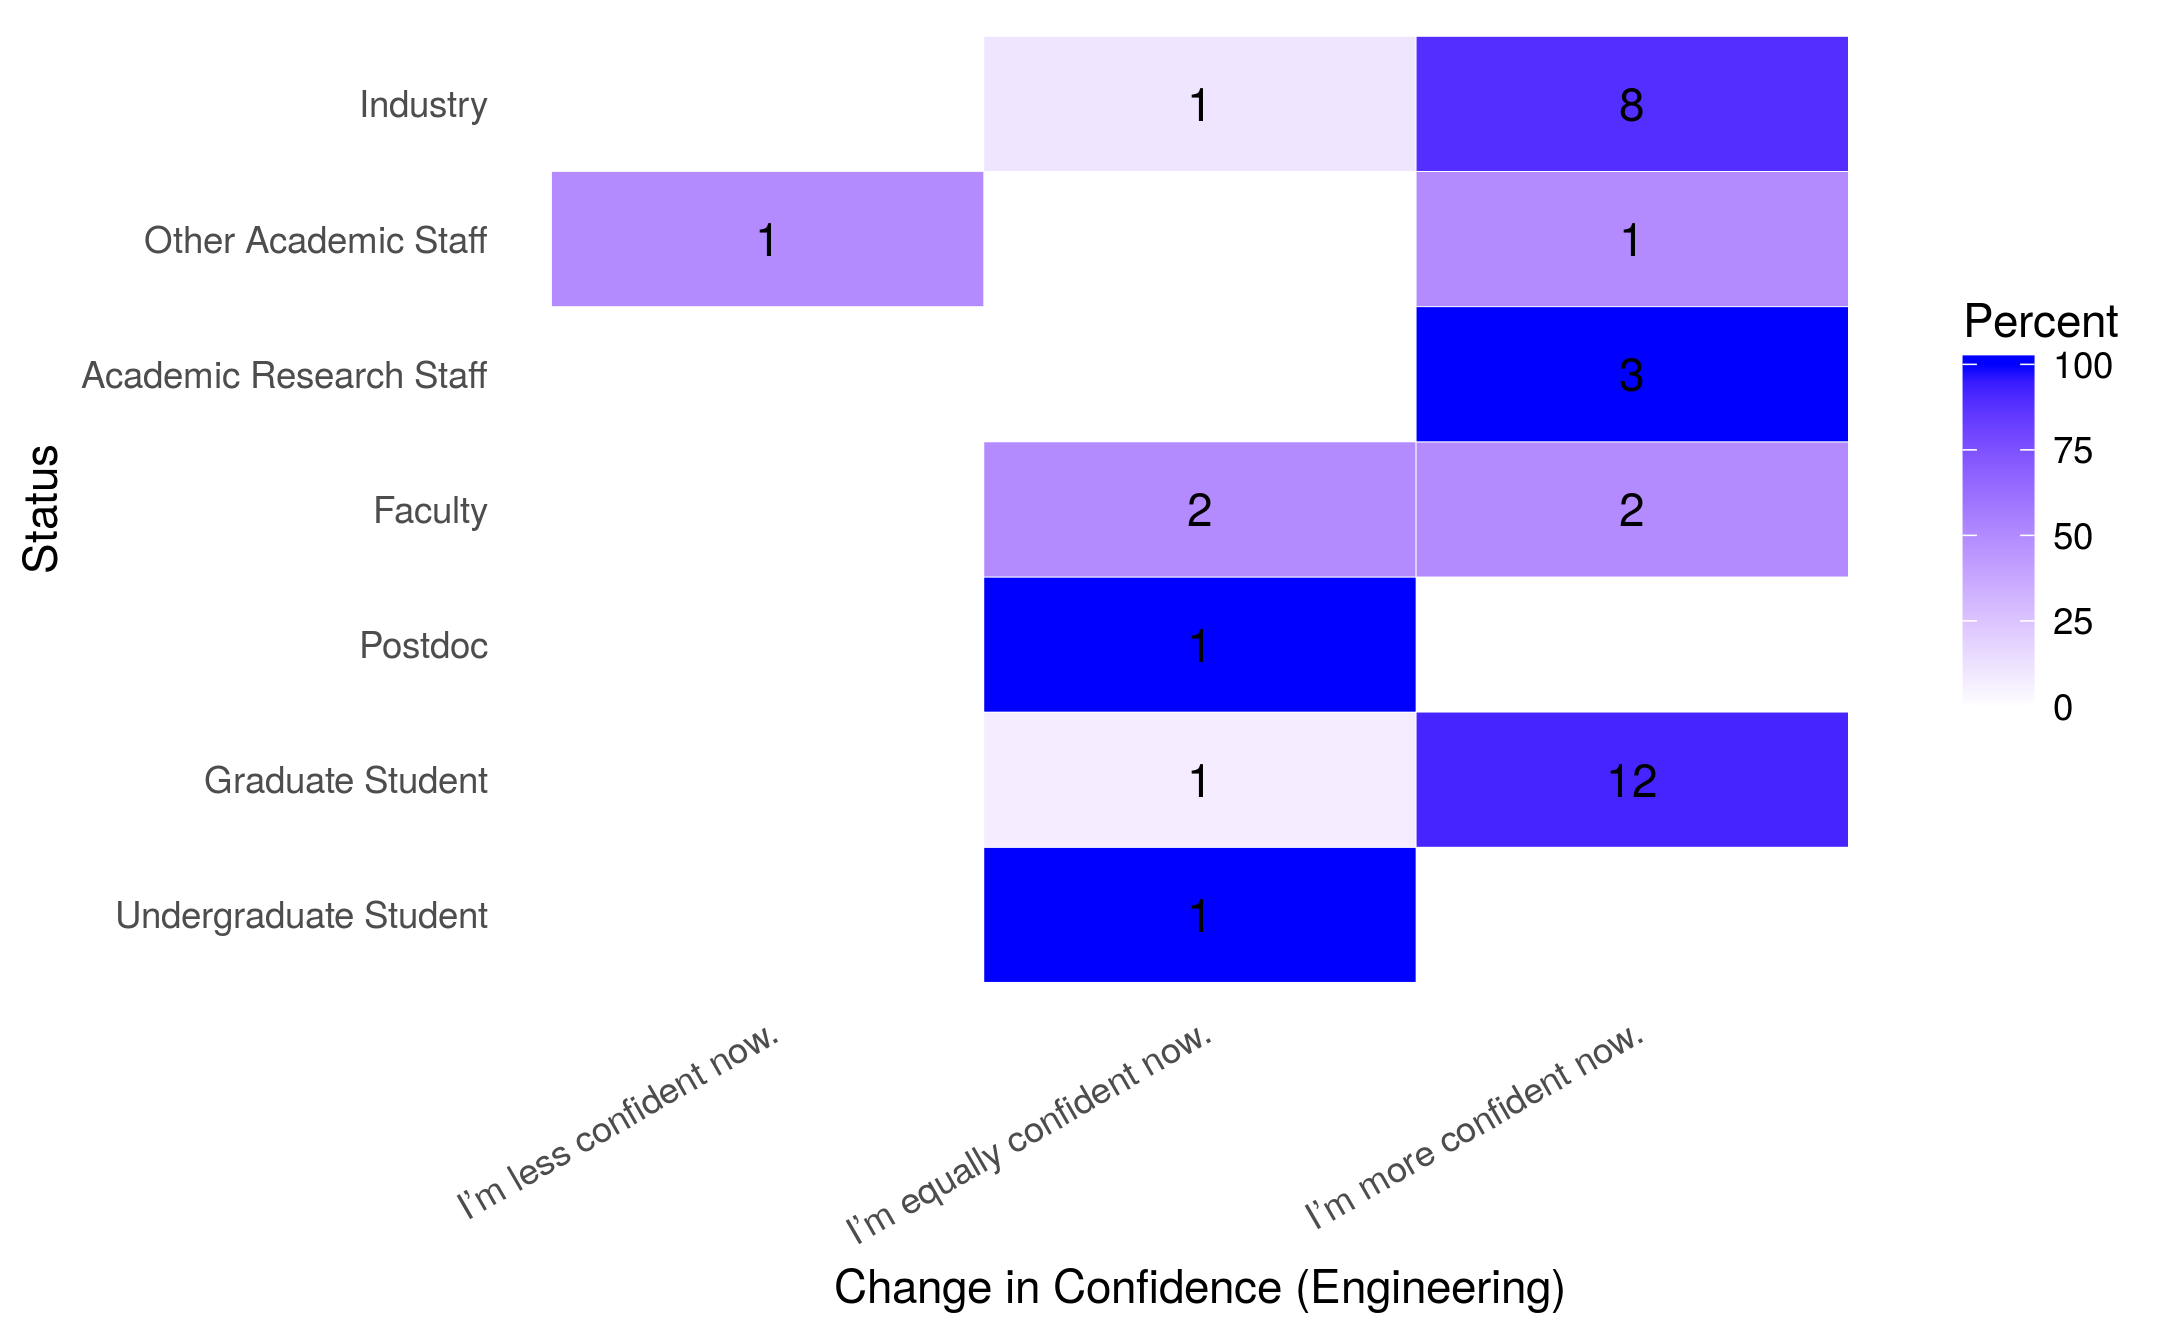 Industry
1
8
Other Academic Staff
1
1
Academic Research Staff
3
Faculty
2
2
Postdoc
1
Graduate Student
1
12
Undergraduate Student
1
Status
I’m less confident now.
I’m equally confident now.
I’m more confident now.
Change in Confidence (Engineering)
Percent
100
75
50
25
0